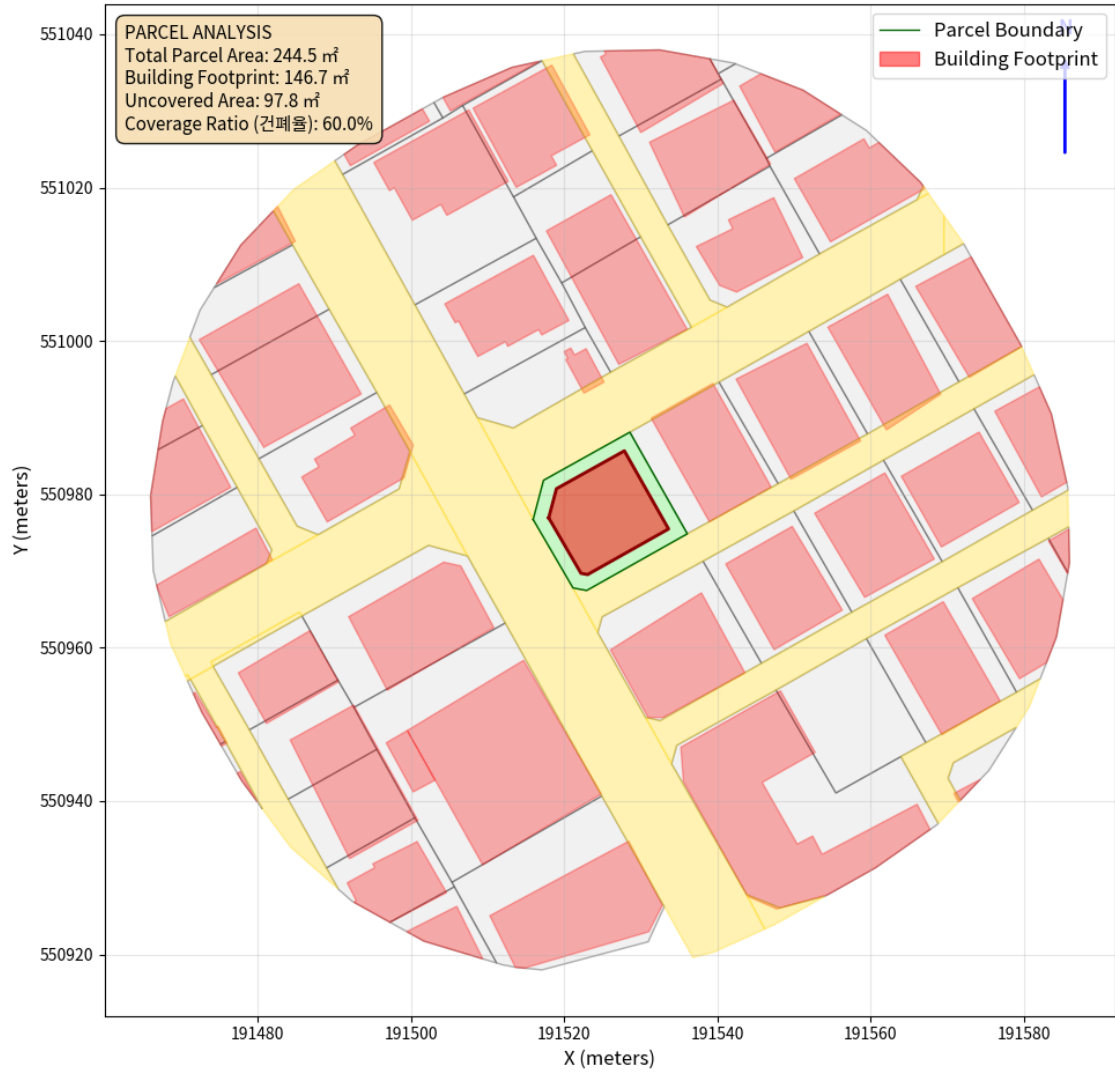 PARCEL ANALYSIS
Total Parcel Area: 244.5 ㎡
Building Footprint: 146.7 ㎡
Uncovered Area: 97.8 ㎡
Coverage Ratio (건폐율): 60.0%
Parcel Boundary
Building Footprint
N
551040
551020
551000
550980
550960
550940
550920
Y (meters)
191480 191500 191520 191540 191560 191580
X (meters)